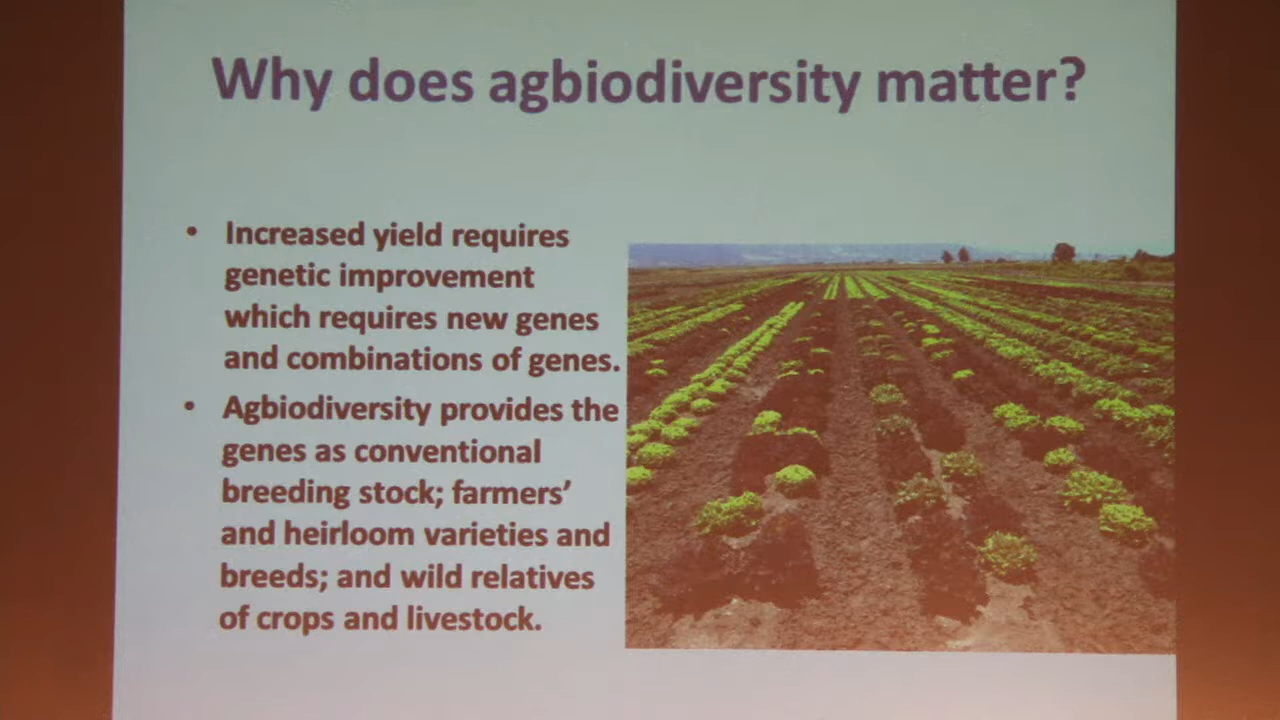 Why does agbiodiversity matter?
• Increased yield requires
genetic improvement
which requires new genes
and combinations of genes.
• Agbiodiversity provides the
genes as conventional
breeding stock; farmers’
and heirloom varieties and
breeds; and wild relatives
of crops and livestock.